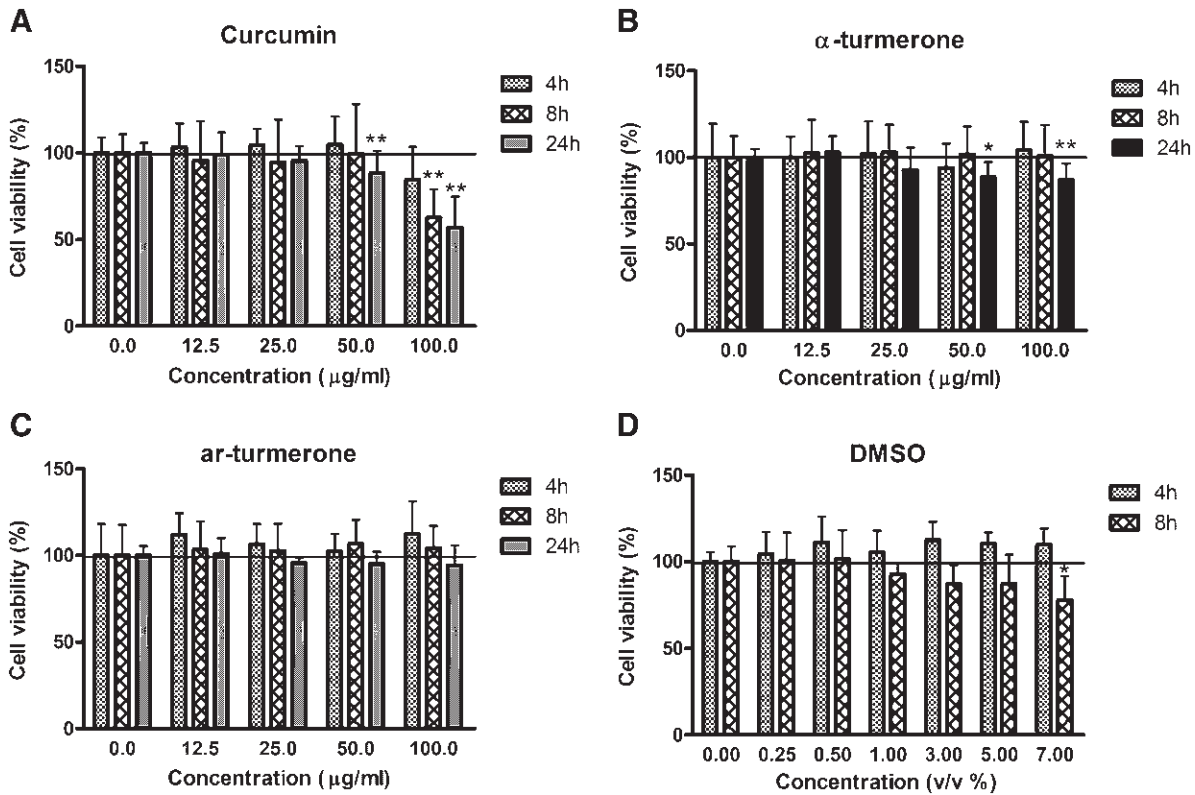 A
Curcumin
Cell viability (%)
150
100
50
0
** ** **
0.0 12.5 25.0 50.0 100.0
Concentration ( μg/ml)
4h
8h
24h
B
α-turmerone
Cell viability (%)
150
100
50
0
* **
0.0 12.5 25.0 50.0 100.0
Concentration ( μg/ml)
4h
8h
24h
C
ar-turmerone
Cell viability (%)
150
100
50
0
0.0 12.5 25.0 50.0 100.0
Concentration ( μg/ml)
4h
8h
24h
D
DMSO
Cell viability (%)
150
100
50
0
*
0.00 0.25 0.50 1.00 3.00 5.00 7.00
Concentration (v/v %)
4h
8h